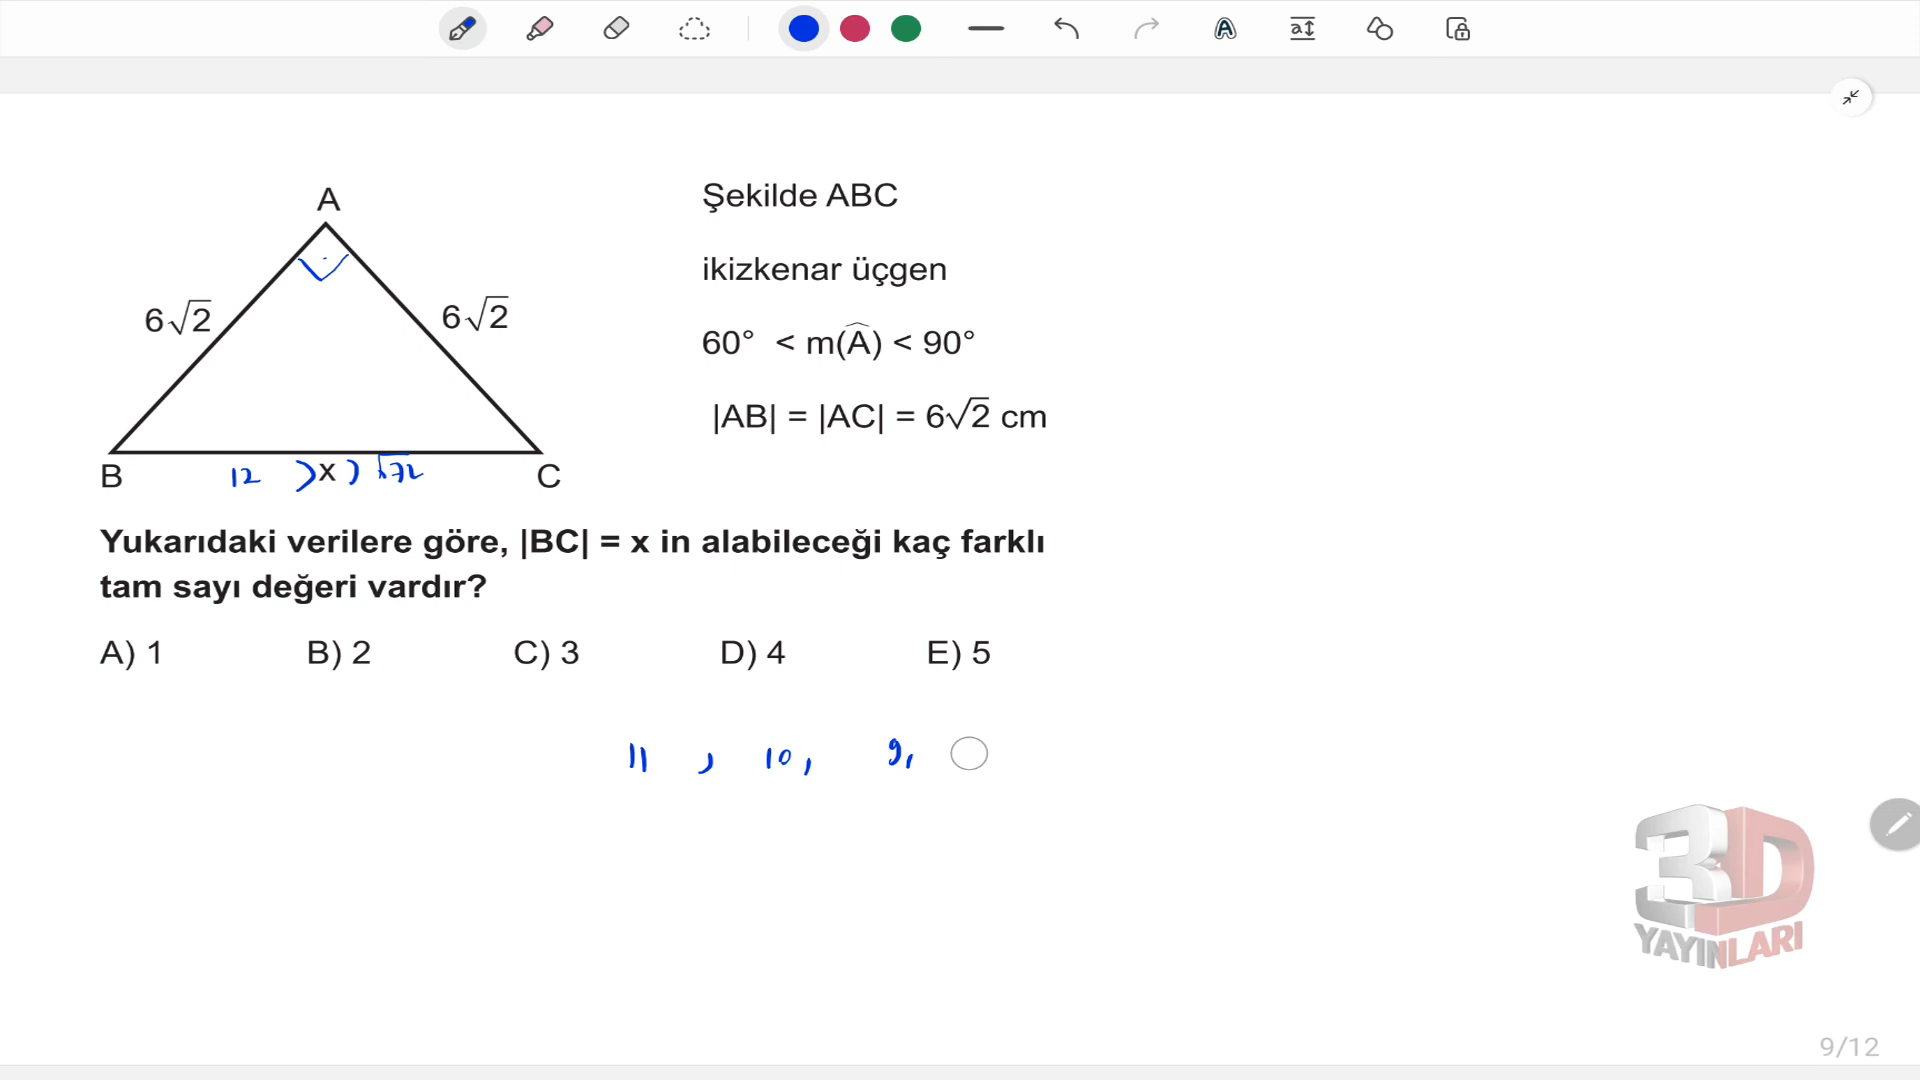 A
6√2
6√2
B
12 > x > √72
C
Şekilde ABC
ikizkenar üçgen
60° < m(Â) < 90°
|AB| = |AC| = 6√2 cm
Yukarıdaki verilere göre, |BC| = x in alabileceği kaç farklı
tam sayı değeri vardır?
A) 1 B) 2 C) 3 D) 4 E) 5
11 , 10, 9,
3D
YAYINLARI
9/12